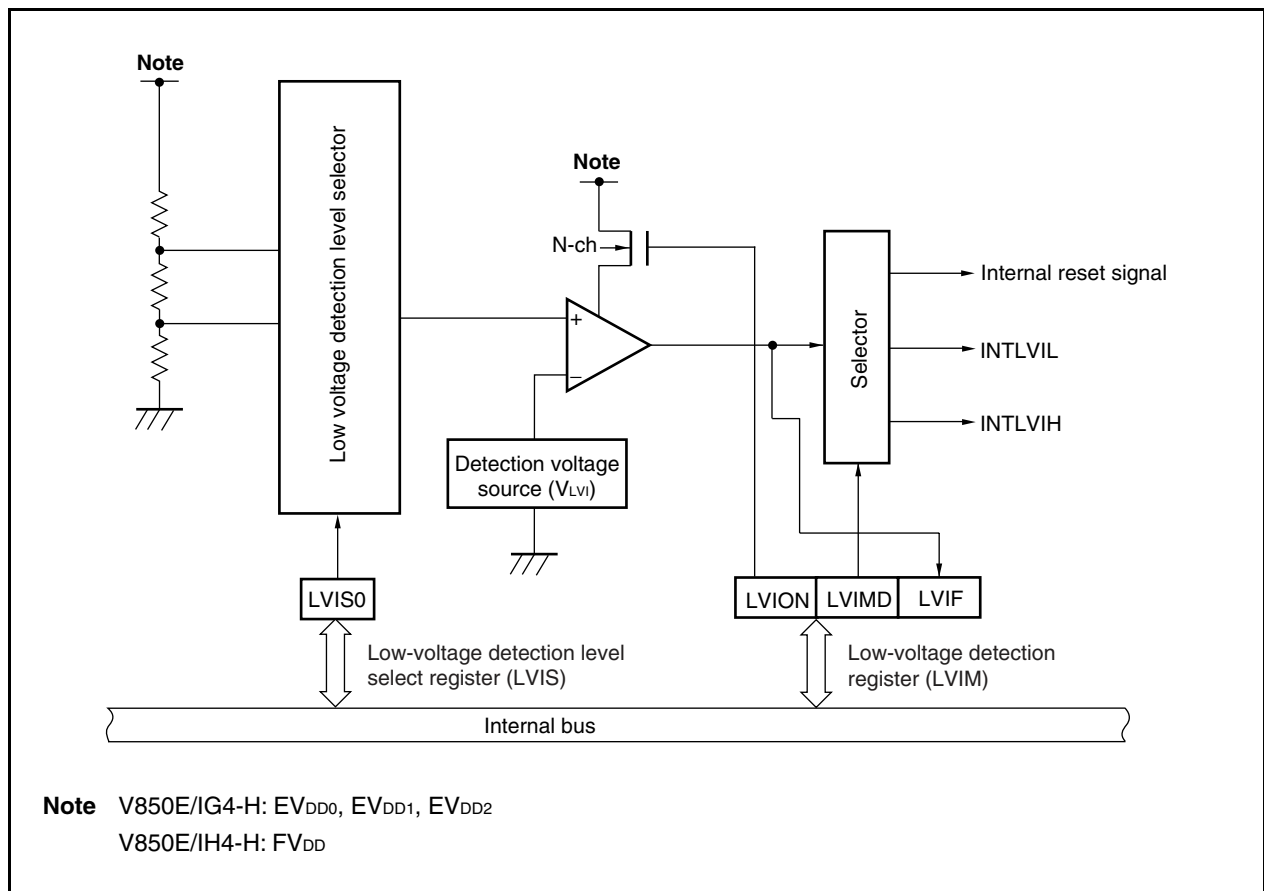 Note
Low voltage detection level selector
Note
N-ch
+
−
Detection voltage
source (VLVI)
Selector
Internal reset signal
INTLVIL
INTLVIH
LVIS0
LVION LVIMD LVIF
Low-voltage detection level
select register (LVIS)
Low-voltage detection
register (LVIM)
Internal bus
Note V850E/IG4-H: EVDD0, EVDD1, EVDD2
V850E/IH4-H: FVDD